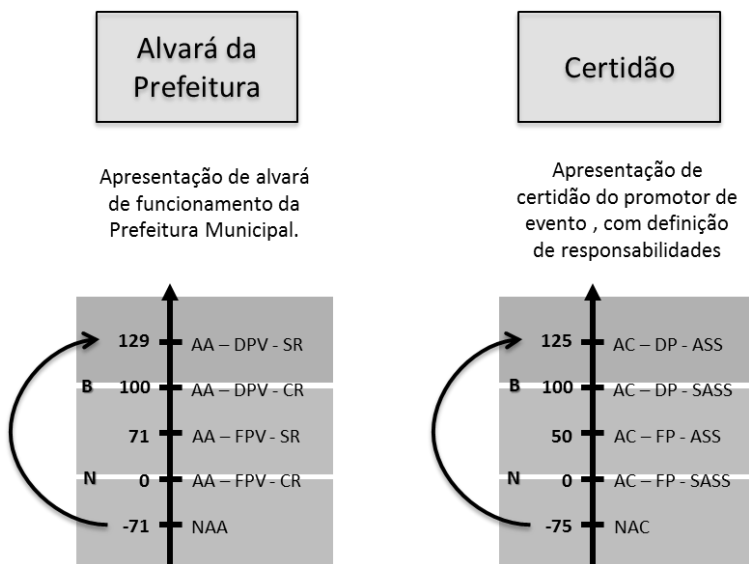 Alvará da
Prefeitura
Apresentação de alvará
de funcionamento da
Prefeitura Municipal.
129 AA – DPV - SR
B 100 AA – DPV - CR
71 AA – FPV - SR
N 0 AA – FPV - CR
-71 NAA
Certidão
Apresentação de
certidão do promotor de
evento , com definição
de responsabilidades
125 AC – DP - ASS
B 100 AC – DP - SASS
50 AC – FP - ASS
N 0 AC – FP - SASS
-75 NAC